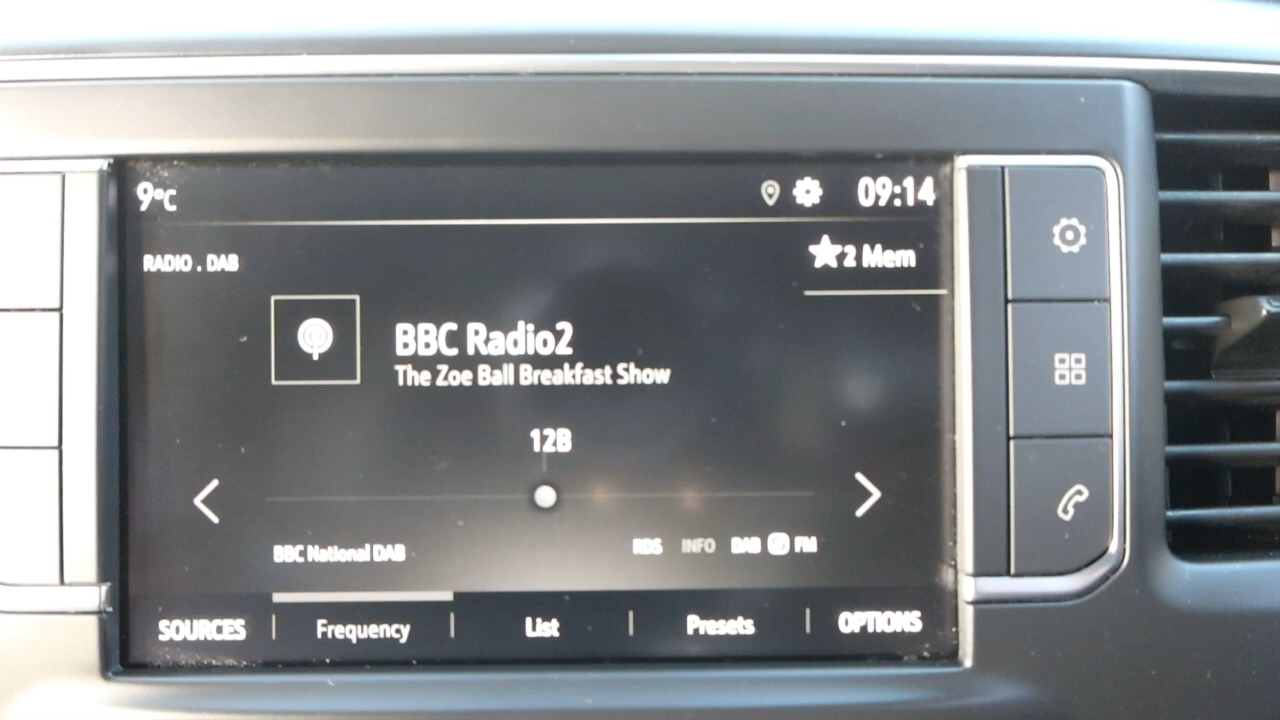 9°C 09:14
RADIO . DAB
2 Mem
BBC Radio2
The Zoe Ball Breakfast Show
12B
BBC National DAB
RDS INFO DAB FM
SOURCES Frequency List Presets OPTIONS